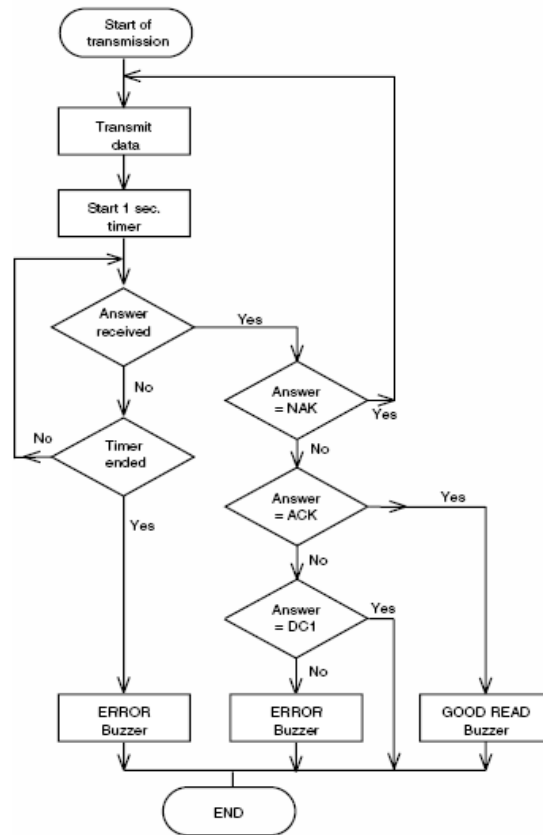 Start of
transmission
Transmit
data
Start 1 sec.
timer
Answer
received
Yes
No
Answer
= NAK
Yes
No
Timer
ended
No
Yes
Answer
= ACK
Yes
No
Answer
= DC1
Yes
No
ERROR
Buzzer
ERROR
Buzzer
GOOD READ
Buzzer
END